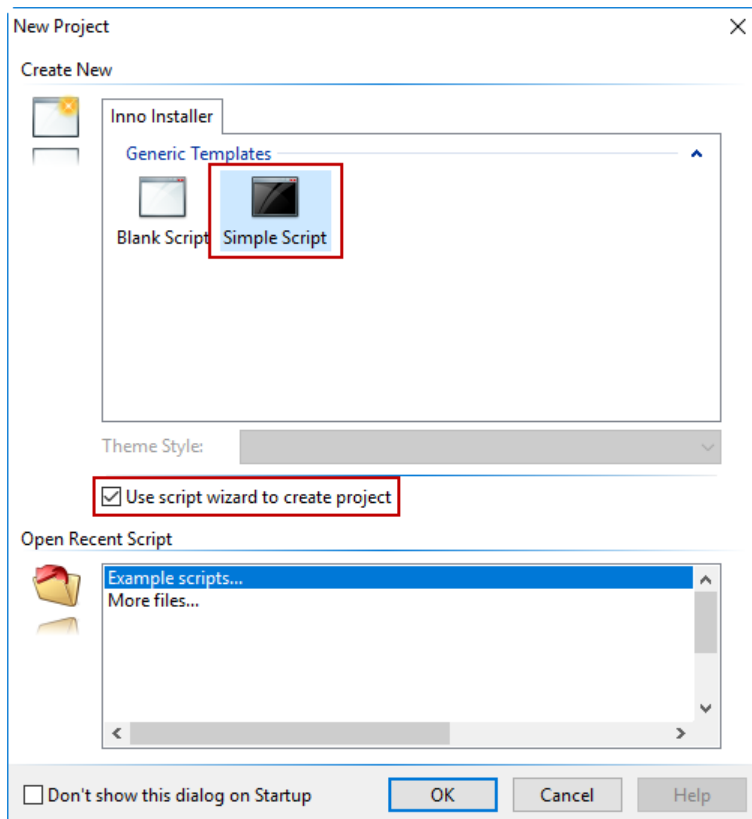 New Project
Create New
Inno Installer
Generic Templates
Blank Script Simple Script
Theme Style:
Use script wizard to create project
Open Recent Script
Example scripts...
More files...
Don't show this dialog on Startup OK Cancel Help